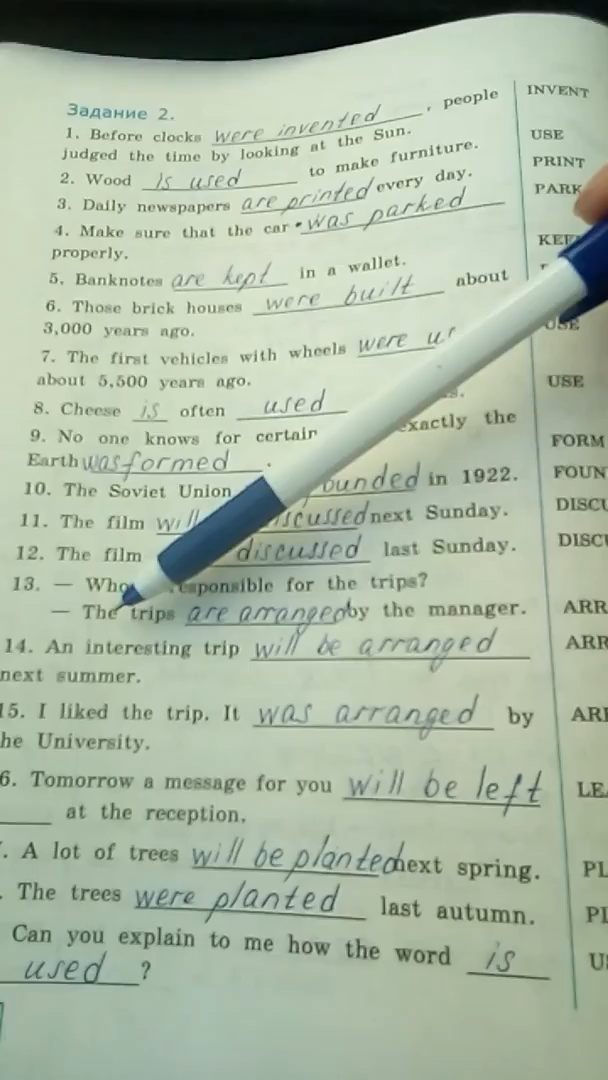 Задание 2.
1. Before clocks were invented, people INVENT
judged the time by looking at the Sun.
2. Wood is used to make furniture. USE
3. Daily newspapers are printed every day. PRINT
4. Make sure that the car was parked PARK
properly.
5. Banknotes are kept in a wallet.
6. Those brick houses were built about
3,000 years ago.
7. The first vehicles with wheels were USE
about 5,500 years ago.
8. Cheese is often used USE
9. No one knows for certain exactly the
Earth was formed. FORM
10. The Soviet Union in 1922. FOUN
11. The film next Sunday. DISCU
12. The film discussed last Sunday. DISC
13. — Who responsible for the trips?
— The trips are arranged by the manager. ARR
14. An interesting trip will be arranged ARR
next summer.
15. I liked the trip. It was arranged by AR
he University.
6. Tomorrow a message for you will be left LE
at the reception.
. A lot of trees will be planted next spring. PL
. The trees were planted last autumn. PL
Can you explain to me how the word is U
used?